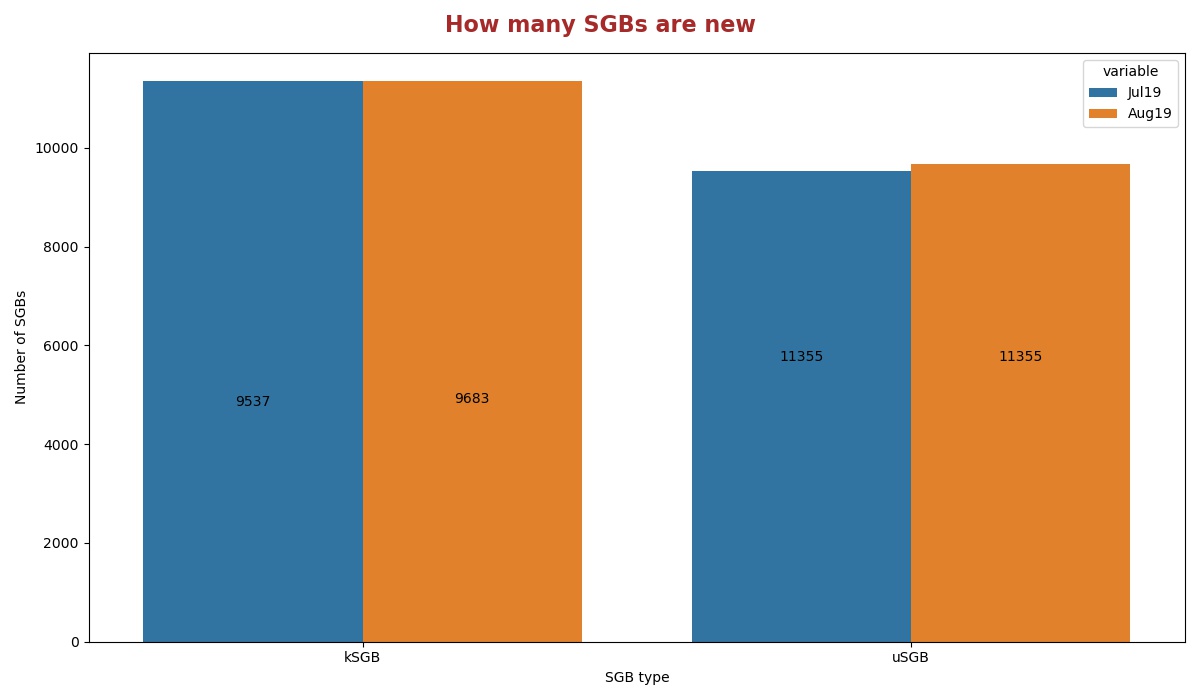 How many SGBs are new
variable
Jul19
Aug19
10000
8000
6000
4000
2000
0
Number of SGBs
9537
9683
11355
11355
kSGB
uSGB
SGB type